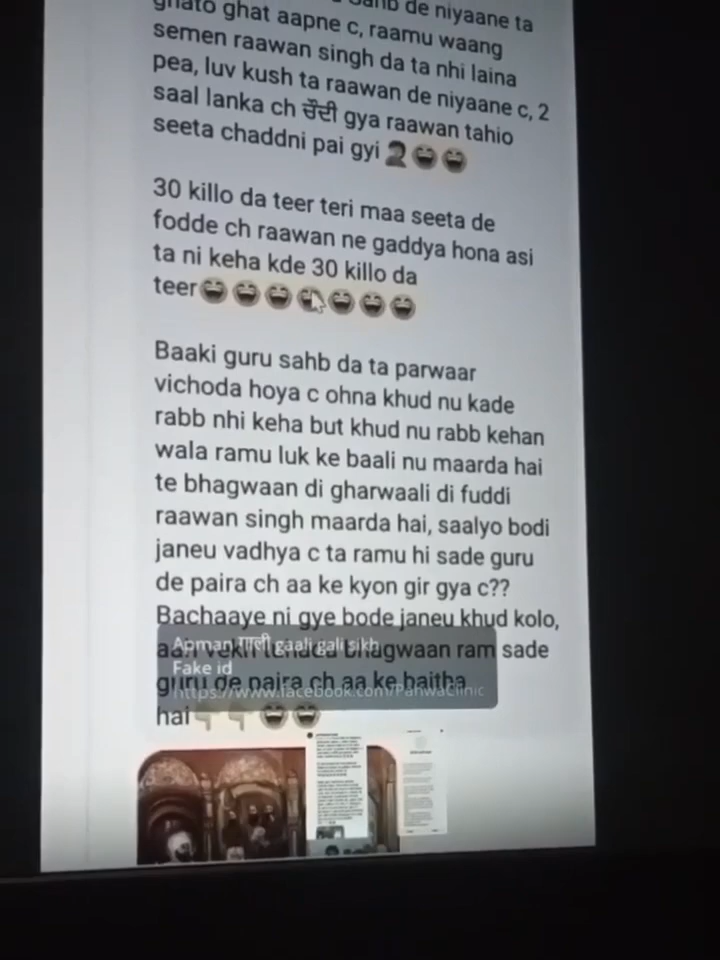 de niyaane ta
ghato ghat aapne c, raamu waang
semen raawan singh da ta nhi laina
pea, luv kush ta raawan de niyaane c, 2
saal lanka ch ਚੌਂਦੀ gya raawan tahio
seeta chaddni pai gyi
30 killo da teer teri maa seeta de
fodde ch raawan ne gaddya hona asi
ta ni keha kde 30 killo da
teer
Baaki guru sahb da ta parwaar
vichoda hoya c ohna khud nu kade
rabb nhi keha but khud nu rabb kehan
wala ramu luk ke baali nu maarda hai
te bhagwaan di gharwaali di fuddi
raawan singh maarda hai, saalyo bodi
janeu vadhya c ta ramu hi sade guru
de paira ch aa ke kyon gir gya c??
Bachaaye ni gye bode janeu khud kolo,
bhagwaan ram sade
guru de paira ch aa ke baitha
hai
Apman गाली gaali gali sikh
Fake id
https://www.facebook.com/PahwaClinic